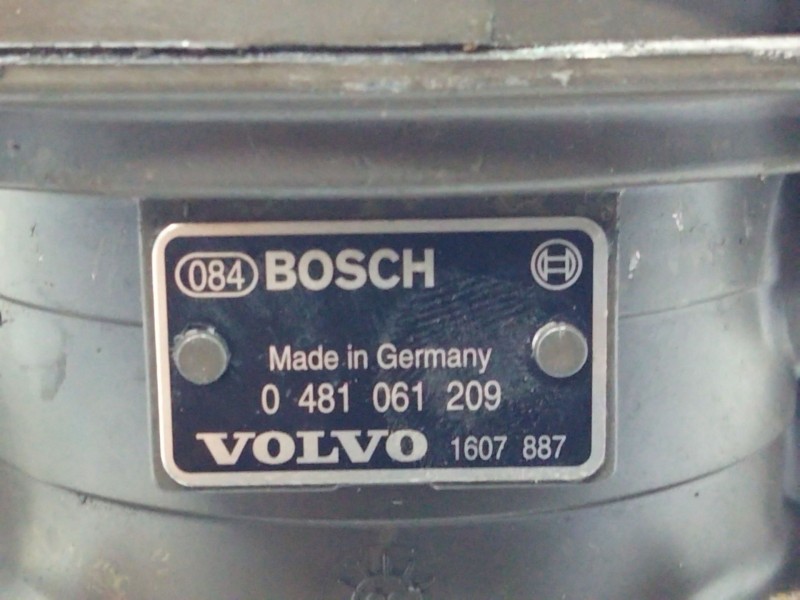 084 BOSCH
Made in Germany
0 481 061 209
VOLVO 1607 887